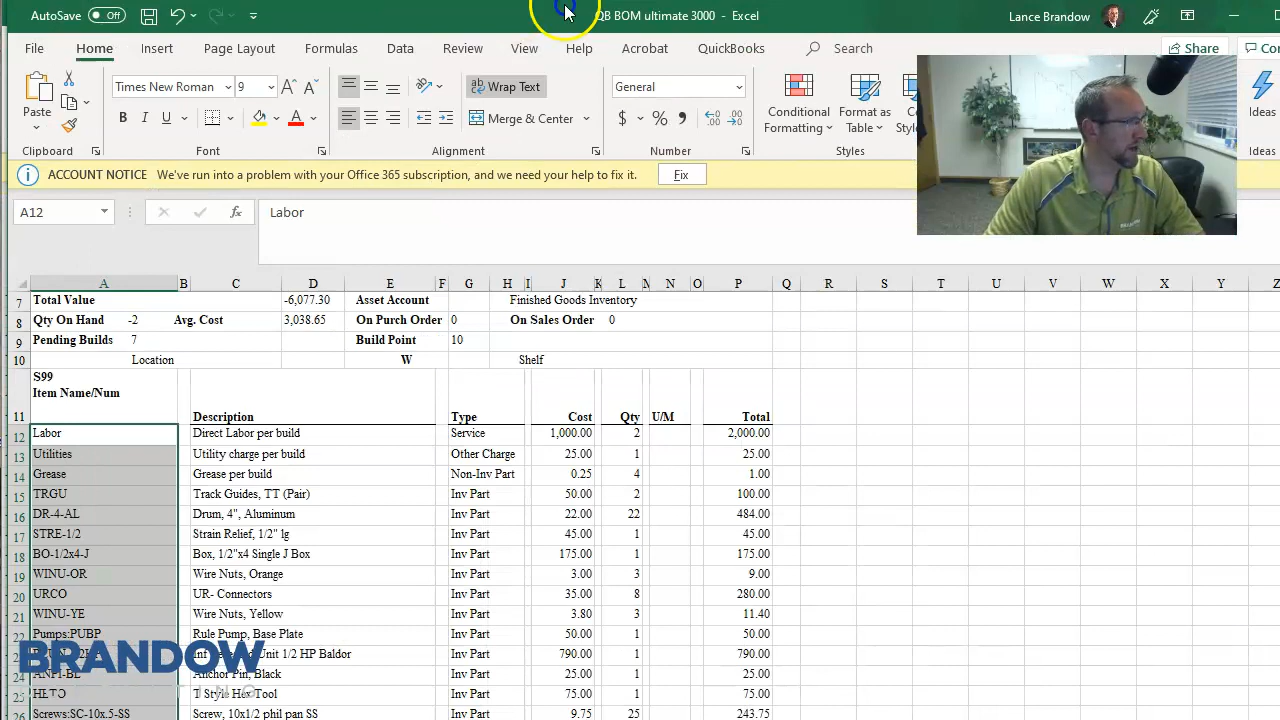 AutoSave Off QB BOM ultimate 3000 - Excel Lance Brandow
File Home Insert Page Layout Formulas Data Review View Help Acrobat QuickBooks Search Share
Paste Times New Roman 9 Wrap Text General Conditional Formatting Format as Table Ideas
Merge & Center
Clipboard Font Alignment Number Styles Ideas
ACCOUNT NOTICE We've run into a problem with your Office 365 subscription, and we need your help to fix it. Fix
A12 fx Labor
A B C D E F G H I J K L M N O P Q R S T U V W X Y Z
7 Total Value -6,077.30 Asset Account Finished Goods Inventory
8 Qty On Hand -2 Avg. Cost 3,038.65 On Purch Order 0 On Sales Order 0
9 Pending Builds 7 Build Point 10
10 Location W Shelf
S99
Item Name/Num
11 Description Type Cost Qty U/M Total
12 Labor Direct Labor per build Service 1,000.00 2 2,000.00
13 Utilities Utility charge per build Other Charge 25.00 1 25.00
14 Grease Grease per build Non-Inv Part 0.25 4 1.00
15 TRGU Track Guides, TT (Pair) Inv Part 50.00 2 100.00
16 DR-4-AL Drum, 4", Aluminum Inv Part 22.00 22 484.00
17 STRE-1/2 Strain Relief, 1/2" lg Inv Part 45.00 1 45.00
18 BO-1/2x4-J Box, 1/2"x4 Single J Box Inv Part 175.00 1 175.00
19 WINU-OR Wire Nuts, Orange Inv Part 3.00 3 9.00
20 URCO UR- Connectors Inv Part 35.00 8 280.00
21 WINU-YE Wire Nuts, Yellow Inv Part 3.80 3 11.40
22 Pumps:PUBP Rule Pump, Base Plate Inv Part 50.00 1 50.00
Unit 1/2 HP Baldor Inv Part 790.00 1 790.00
24 ANPI-BL Anchor Pin, Black Inv Part 25.00 1 25.00
25 HETO T Style Hex Tool Inv Part 75.00 1 75.00
26 Screws:SC-10x.5-SS Screw, 10x1/2 phil pan SS Inv Part 9.75 25 243.75
BRANDOW